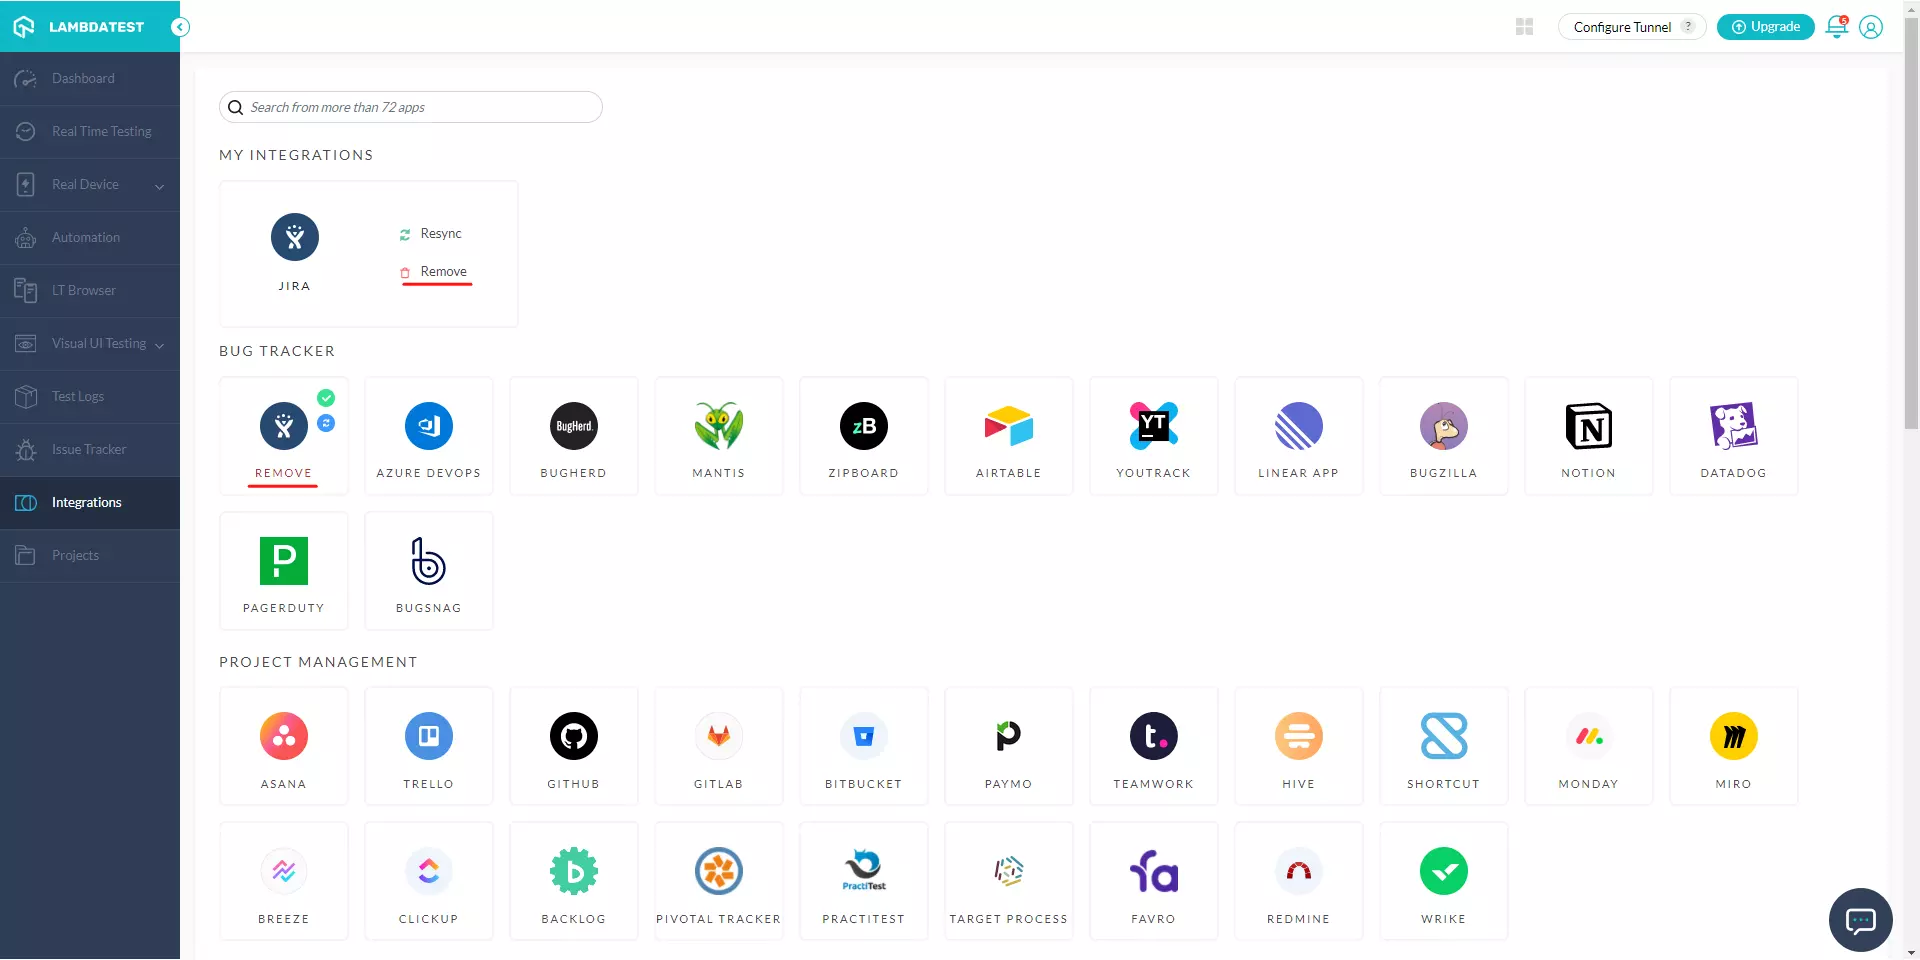 LAMBDATEST
Configure Tunnel ?
Upgrade
5
Dashboard
Real Time Testing
Real Device
Automation
LT Browser
Visual UI Testing
Test Logs
Issue Tracker
Integrations
Projects
Search from more than 72 apps
MY INTEGRATIONS
Resync
Remove
JIRA
BUG TRACKER
BugHerd.
zB
YT
N
REMOVE AZURE DEVOPS BUGHERD MANTIS ZIPBOARD AIRTABLE YOUTRACK LINEAR APP BUGZILLA NOTION DATADOG
P
b
PAGERDUTY BUGSNAG
PROJECT MANAGEMENT
t.
ASANA TRELLO GITHUB GITLAB BITBUCKET PAYMO TEAMWORK HIVE SHORTCUT MONDAY MIRO
b
PractiTest
fa
BREEZE CLICKUP BACKLOG PIVOTAL TRACKER PRACTITEST TARGET PROCESS FAVRO REDMINE WRIKE